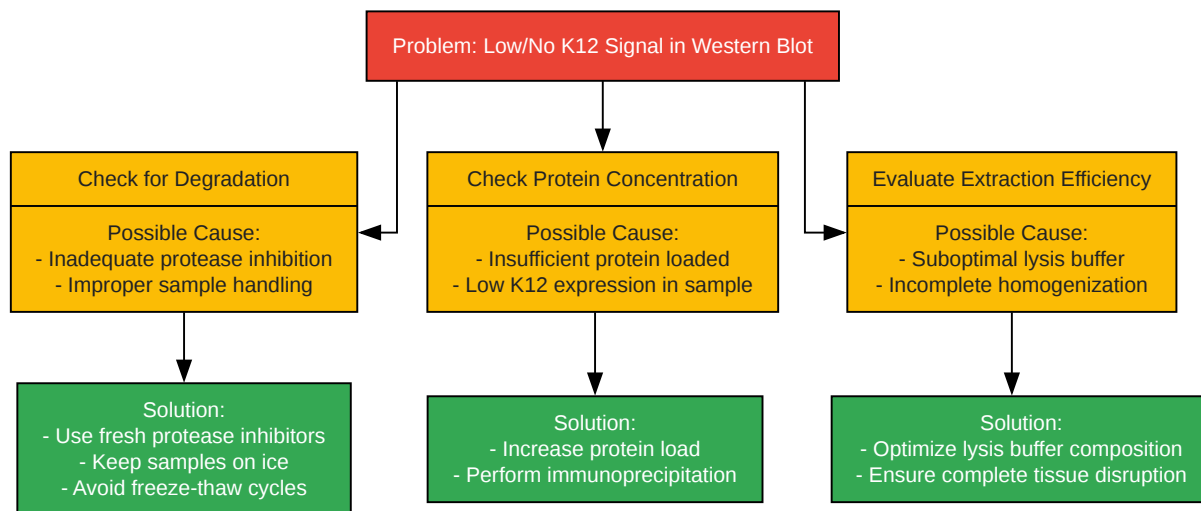 Problem: Low/No K12 Signal in Western Blot
Check for Degradation
Possible Cause:
- Inadequate protease inhibition
- Improper sample handling
Check Protein Concentration
Possible Cause:
- Insufficient protein loaded
- Low K12 expression in sample
Evaluate Extraction Efficiency
Possible Cause:
- Suboptimal lysis buffer
- Incomplete homogenization
Solution:
- Use fresh protease inhibitors
- Keep samples on ice
- Avoid freeze-thaw cycles
Solution:
- Increase protein load
- Perform immunoprecipitation
Solution:
- Optimize lysis buffer composition
- Ensure complete tissue disruption